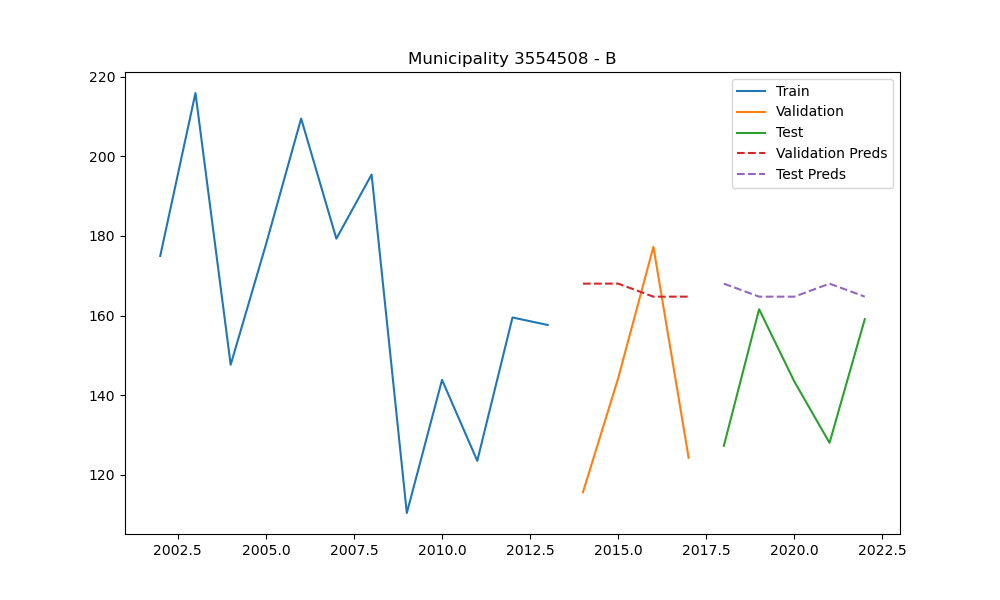 Municipality 3554508 - B
220
200
180
160
140
120
2002.5 2005.0 2007.5 2010.0 2012.5 2015.0 2017.5 2020.0 2022.5
Train
Validation
Test
Validation Preds
Test Preds